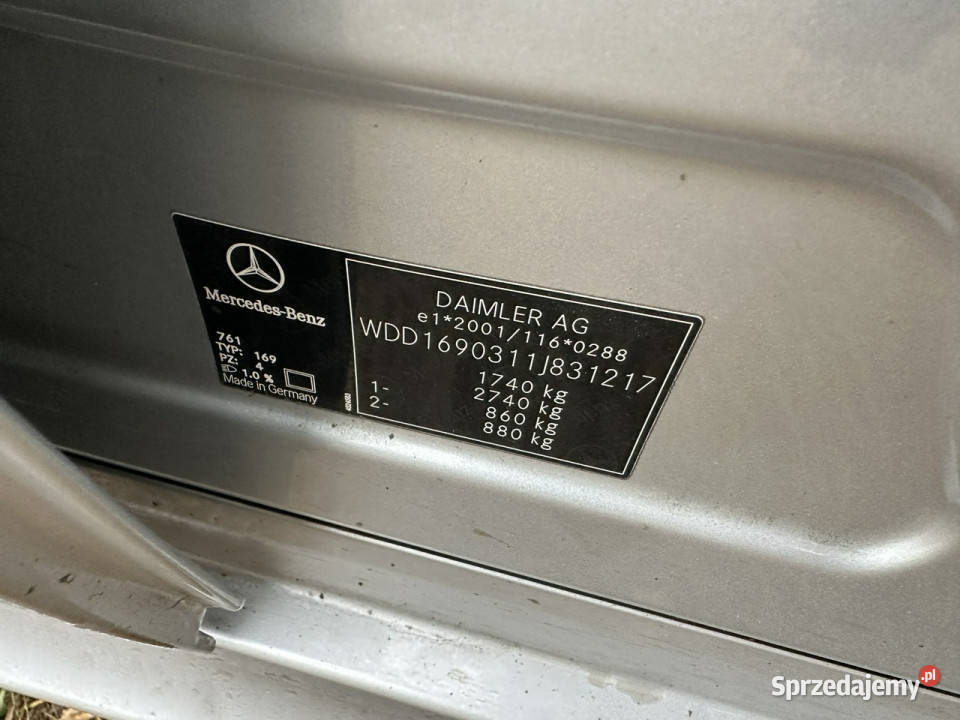 Mercedes-Benz
761
TYP: 169
PZ: 4
1.0 %
Made in Germany
DAIMLER AG
e1*2001/116*0288
WDD1690311J831217
1740 kg
2740 kg
1- 860 kg
2- 880 kg
Sprzedajemy.pl